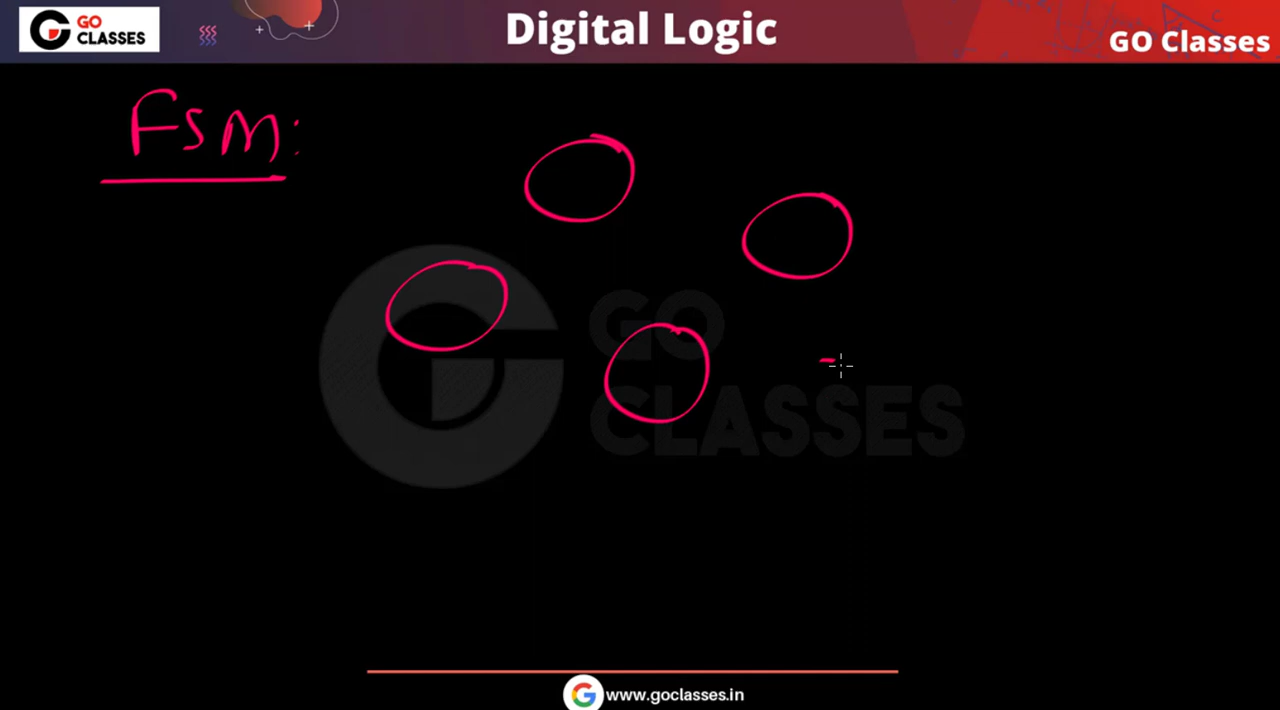 GO
CLASSES
Digital Logic
GO Classes
FSM:
GO
CLASSES
www.goclasses.in